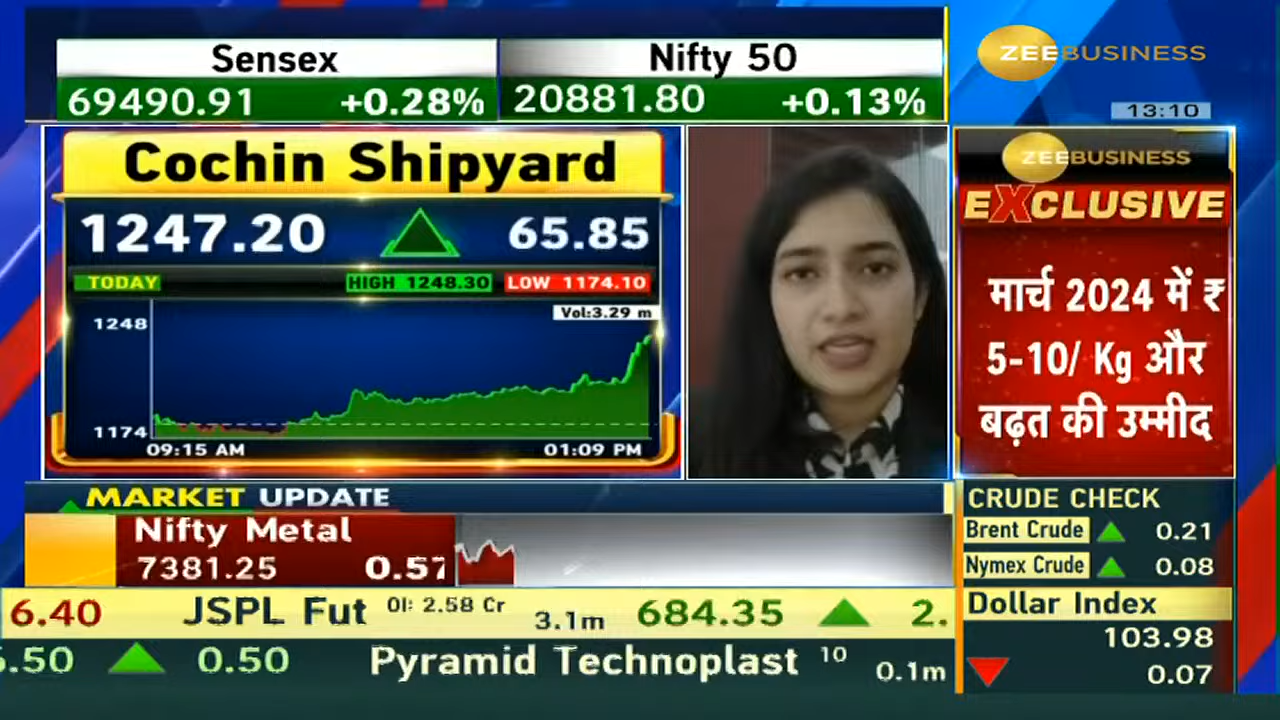 Sensex
69490.91 +0.28%
Nifty 50
20881.80 +0.13%
ZEEBUSINESS
13:10
Cochin Shipyard
1247.20 65.85
TODAY HIGH 1248.30 LOW 1174.10
Vol:3.29 m
1248
1174
09:15 AM 01:09 PM
ZEEBUSINESS
EXCLUSIVE
मार्च 2024 में ₹
5-10/ Kg और
बढ़त की उम्मीद
MARKET UPDATE
Nifty Metal
7381.25 0.57
CRUDE CHECK
Brent Crude 0.21
Nymex Crude 0.08
Dollar Index
103.98
0.07
6.40 JSPL Fut OI: 2.58 Cr 3.1m 684.35 2.
.50 0.50 Pyramid Technoplast 10 0.1m